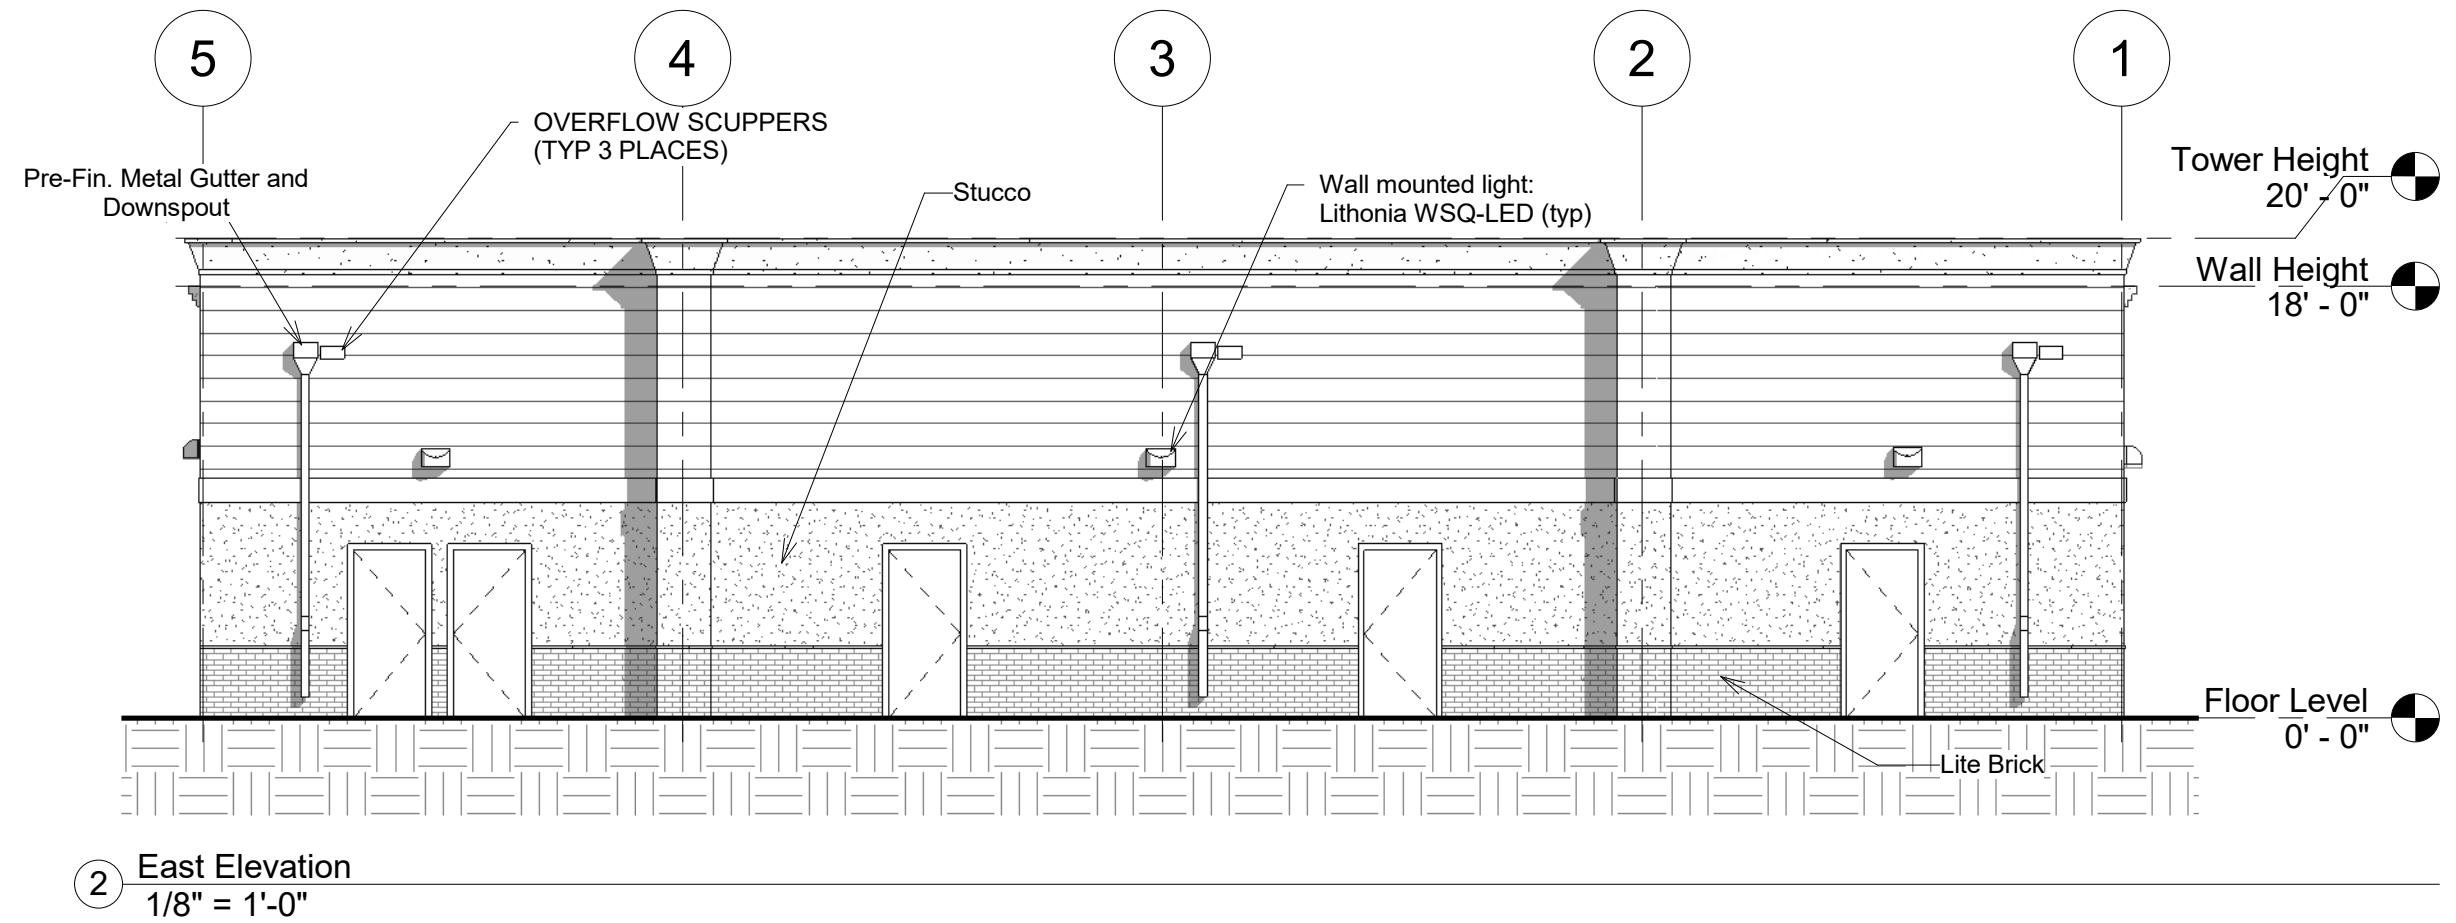 5
4
3
2
1
OVERFLOW SCUPPERS
(TYP 3 PLACES)
Pre-Fin. Metal Gutter and
Downspout
Stucco
Wall mounted light:
Lithonia WSQ-LED (typ)
Tower Height
20' - 0"
Wall Height
18' - 0"
Floor Level
0' - 0"
Lite Brick
2
East Elevation
1/8" = 1'-0"